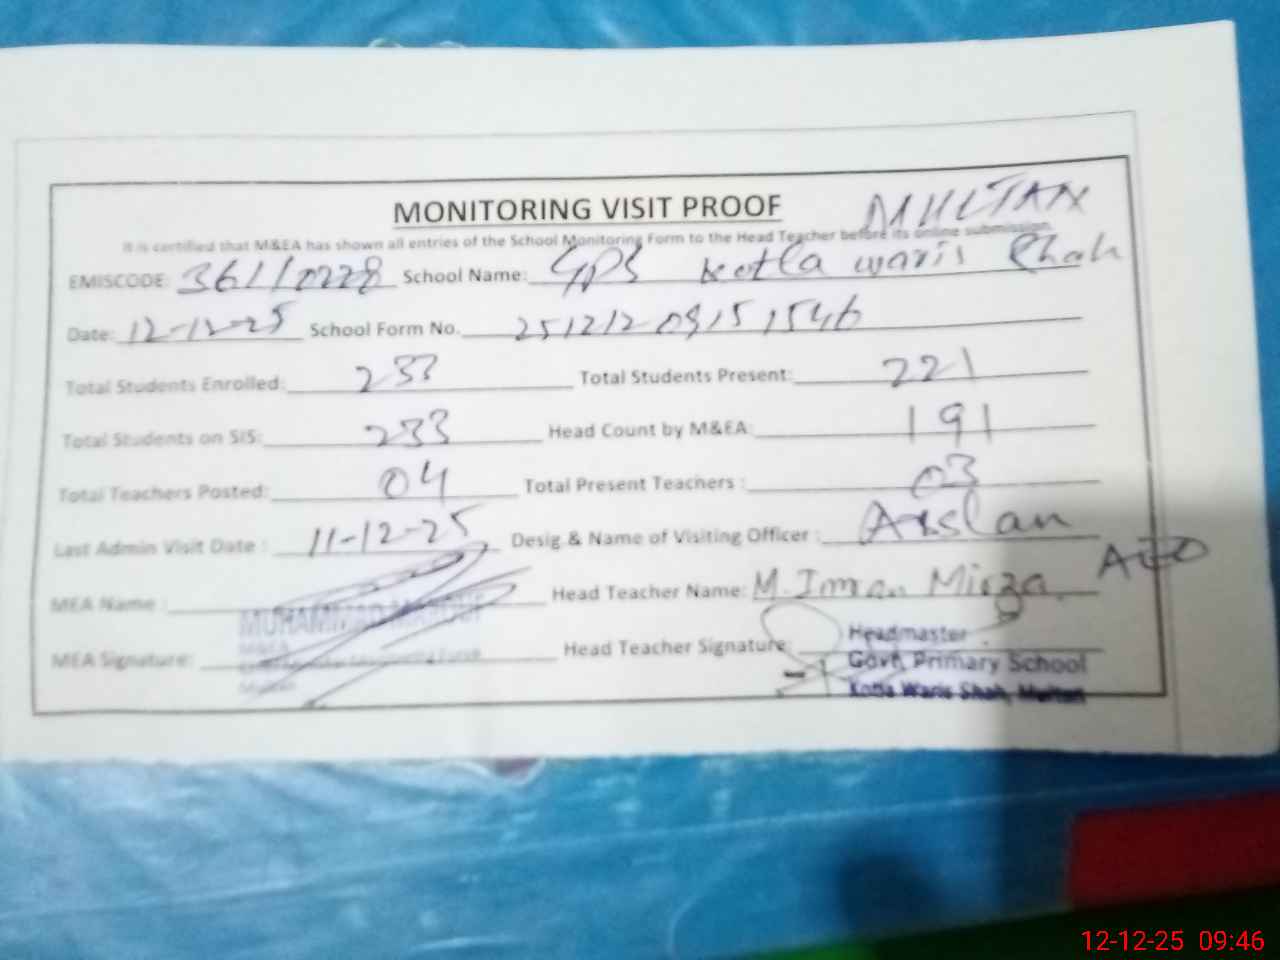 MONITORING VISIT PROOF
MULTAN
It is certified that M&EA has shown all entries of the School Monitoring Form to the Head Teacher before its online submission.
EMISCODE: 36110228 School Name: GPS Kotla waris Shah
Date: 12-12-25 School Form No. 251212 09151546
Total Students Enrolled: 233 Total Students Present: 221
Total Students on SIS: 233 Head Count by M&EA: 191
Total Teachers Posted: 04 Total Present Teachers : 03
Last Admin Visit Date : 11-12-25 Desig & Name of Visiting Officer : Arslan
AEO
MEA Name : Head Teacher Name: M. Imran Mirza
MUHAMMAD
MEA Signature: Head Teacher Signature:
Headmaster
Govt. Primary School
Kotla Waris Shah, Multan
12-12-25 09:46